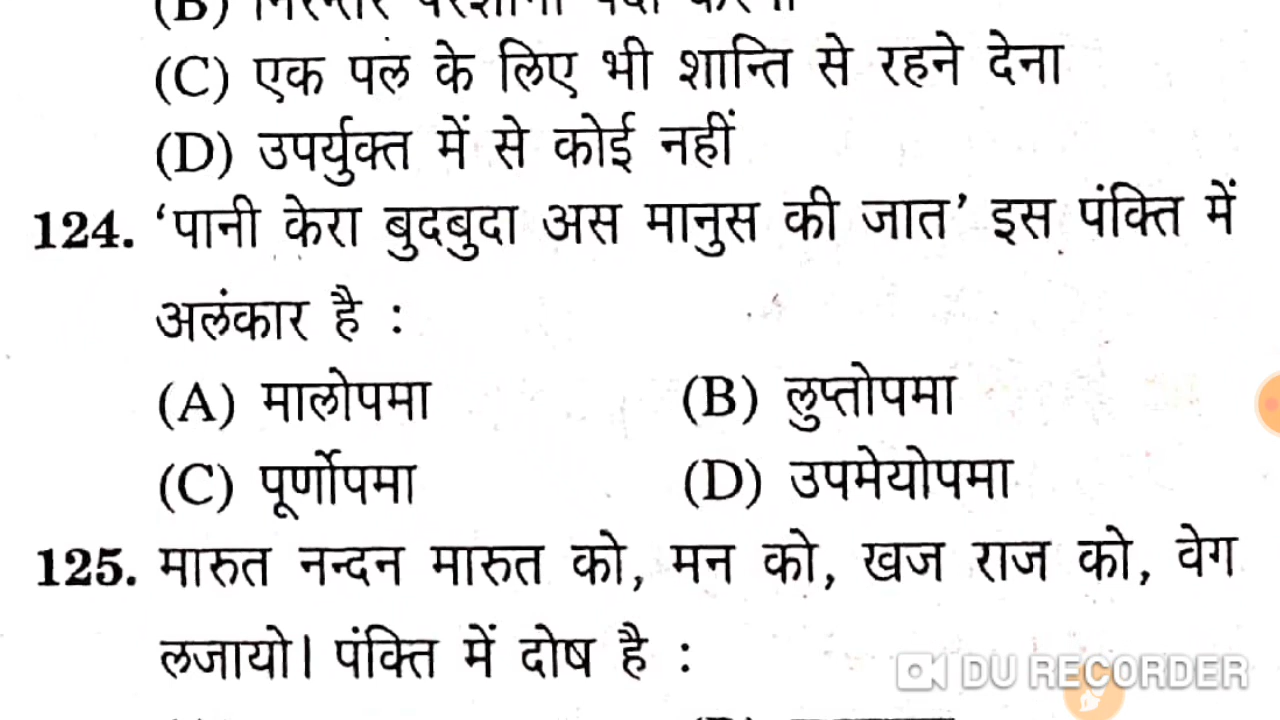 (C) एक पल के लिए भी शान्ति से रहने देना
(D) उपर्युक्त में से कोई नहीं
124. ‘पानी केरा बुदबुदा अस मानुस की जात’ इस पंक्ति में
अलंकार है :
(A) मालोपमा (B) लुप्तोपमा
(C) पूर्णोपमा (D) उपमेयोपमा
125. मारुत नन्दन मारुत को, मन को, खज राज को, वेग
लजायो। पंक्ति में दोष है :
DU RECORDER